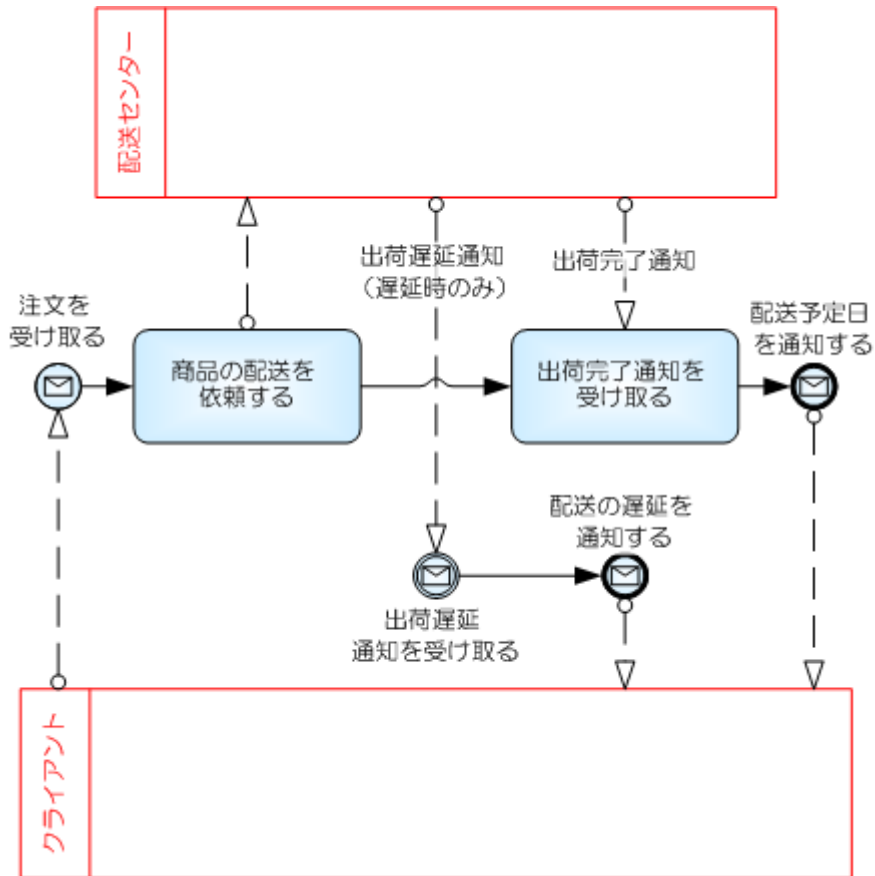 配送センター
出荷遅延通知
（遅延時のみ）
出荷完了通知
注文を
受け取る
商品の配送を
依頼する
出荷完了通知を
受け取る
配送予定日
を通知する
配送の遅延を
通知する
出荷遅延
通知を受け取る
クライアント